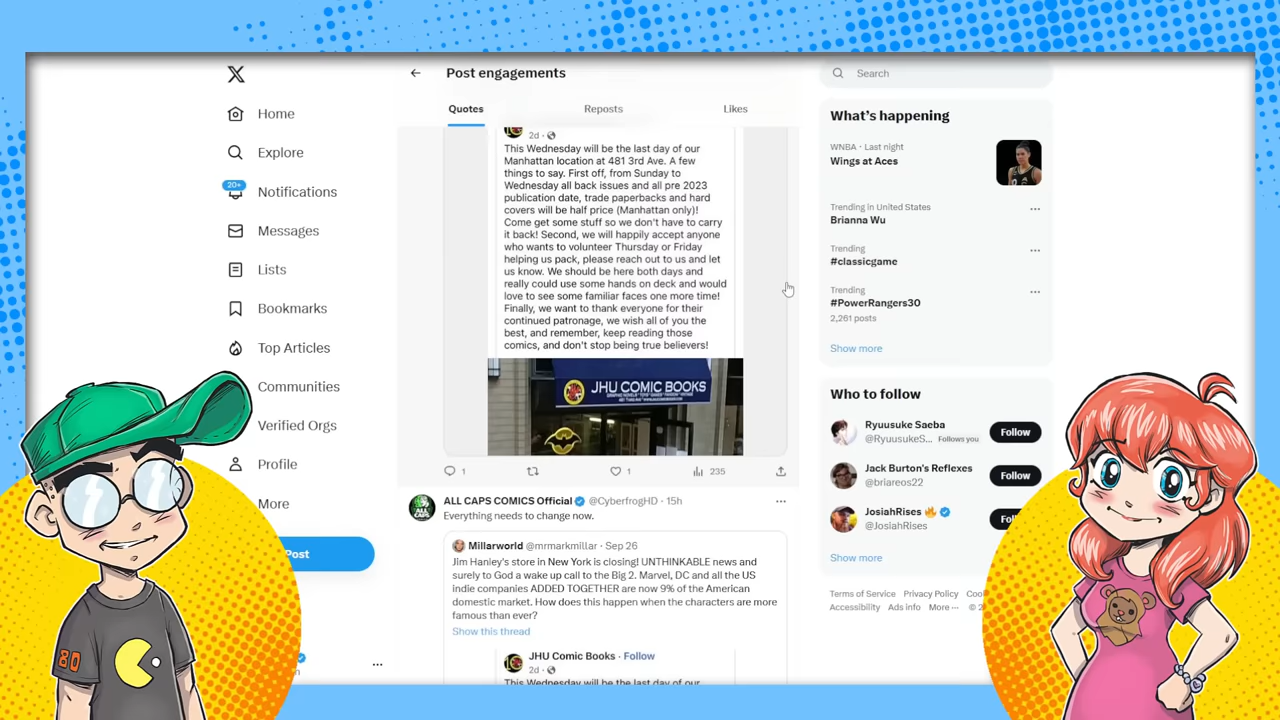 Post engagements
Quotes
Reposts
Likes
Home
Explore
20+
Notifications
Messages
Lists
Bookmarks
Top Articles
Communities
Verified Orgs
Profile
More
Post
2d ·
This Wednesday will be the last day of our
Manhattan location at 481 3rd Ave. A few
things to say. First off, from Sunday to
Wednesday all back issues and all pre 2023
publication date, trade paperbacks and hard
covers will be half price (Manhattan only)!
Come get some stuff so we don't have to carry
it back! Second, we will happily accept anyone
who wants to volunteer Thursday or Friday
helping us pack, please reach out to us and let
us know. We should be here both days and
really could use some hands on deck and would
love to see some familiar faces one more time!
Finally, we want to thank everyone for their
continued patronage, we wish all of you the
best, and remember, keep reading those
comics, and don't stop being true believers!
JHU COMIC BOOKS
1
1
235
ALL CAPS COMICS Official @CyberfrogHD · 15h
Everything needs to change now.
Millarworld @mrmarkmillar · Sep 26
Jim Hanley's store in New York is closing! UNTHINKABLE news and
surely to God a wake up call to the Big 2. Marvel, DC and all the US
indie companies ADDED TOGETHER are now 9% of the American
domestic market. How does this happen when the characters are more
famous than ever?
Show this thread
JHU Comic Books · Follow
2d ·
This Wednesday will be the last day of our
Search
What's happening
WNBA · Last night
Wings at Aces
Trending in United States
Brianna Wu
Trending
#classicgame
Trending
#PowerRangers30
2,261 posts
Show more
Who to follow
Ryuusuke Saeba
@RyuusukeS... Follows you
Follow
Jack Burton's Reflexes
@briareos22
Follow
JosiahRises
@JosiahRises
Show more
Terms of Service Privacy Policy
Accessibility Ads info More ···
80